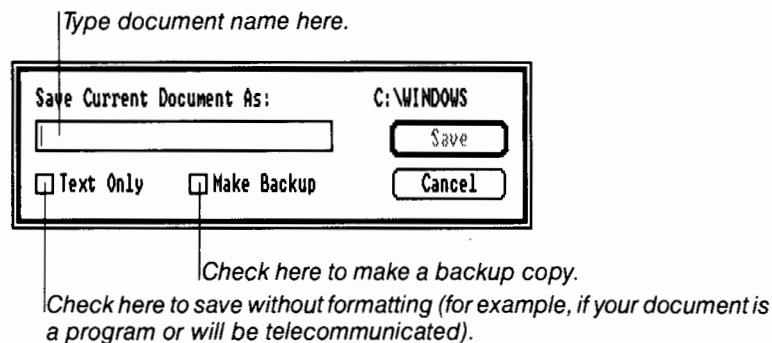 Type document name here.
Save Current Document As: C:\WINDOWS
Save
Text Only Make Backup Cancel
Check here to make a backup copy.
Check here to save without formatting (for example, if your document is
a program or will be telecommunicated).